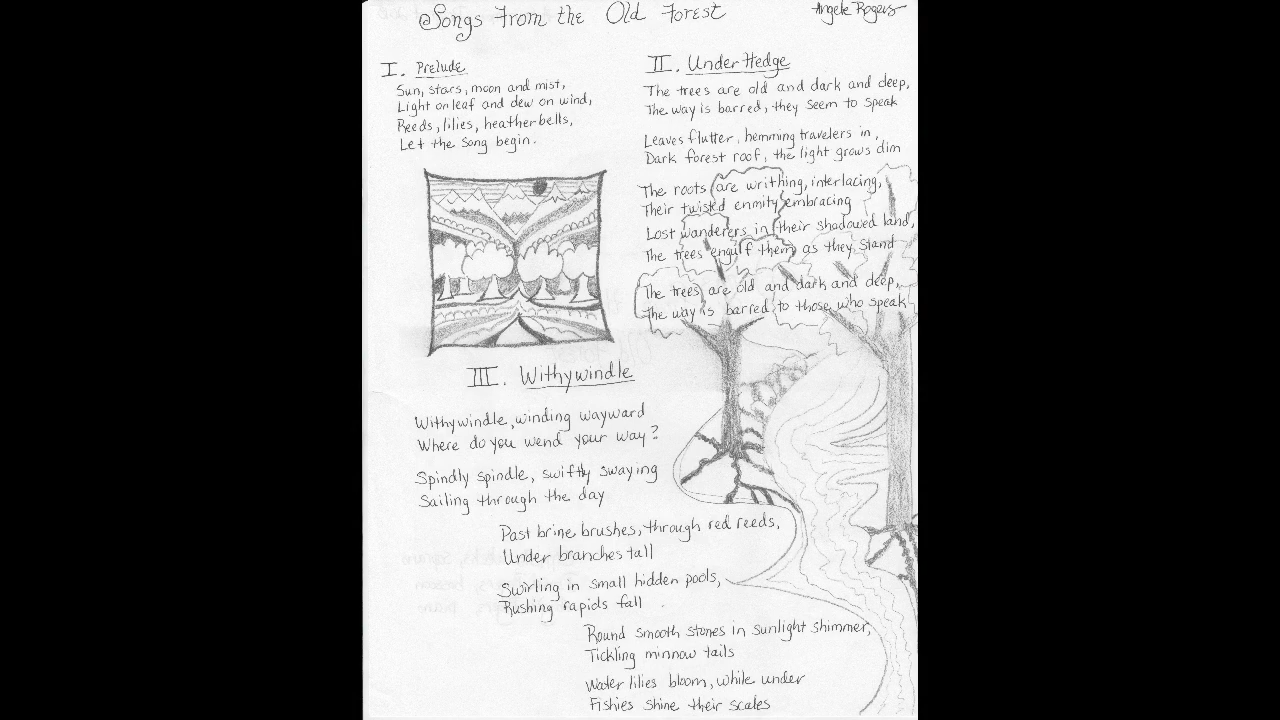 Songs From the Old Forest
Angele Rogers
I. Prelude
Sun, stars, moon and mist,
Light on leaf and dew on wind,
Reeds, lilies, heatherbells,
Let the song begin.
II. Under Hedge
The trees are old and dark and deep,
The way is barred, they seem to speak
Leaves flutter, hemming travelers in,
Dark forest roof, the light grows dim
The roots are writhing, interlacing,
Their twisted enmity embracing
Lost wanderers in their shadowed land,
The trees engulf them as they stand
The trees are old and dark and deep,
The way is barred to those who speak
III. Withywindle
Withywindle, winding wayward
Where do you wend your way?
Spindly spindle, swiftly swaying
Sailing through the day
Past brine brushes, through red reeds,
Under branches tall
Swirling in small hidden pools,
Rushing rapids fall
Round smooth stones in sunlight shimmer,
Tickling minnow tails
Water lilies bloom, while under
Fishies shine their scales